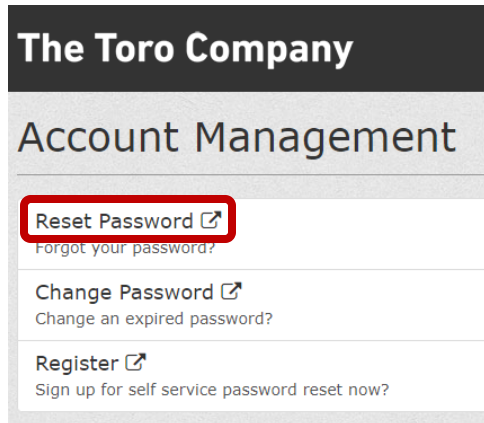 The Toro Company
Account Management
Reset Password
Forgot your password?
Change Password
Change an expired password?
Register
Sign up for self service password reset now?